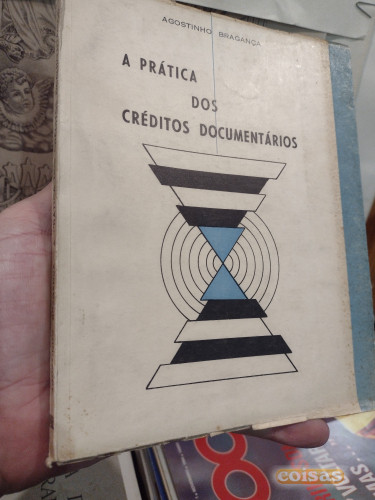 AGOSTINHO BRAGANÇA
A PRÁTICA
DOS
CRÉDITOS DOCUMENTÁRIOS
coisas